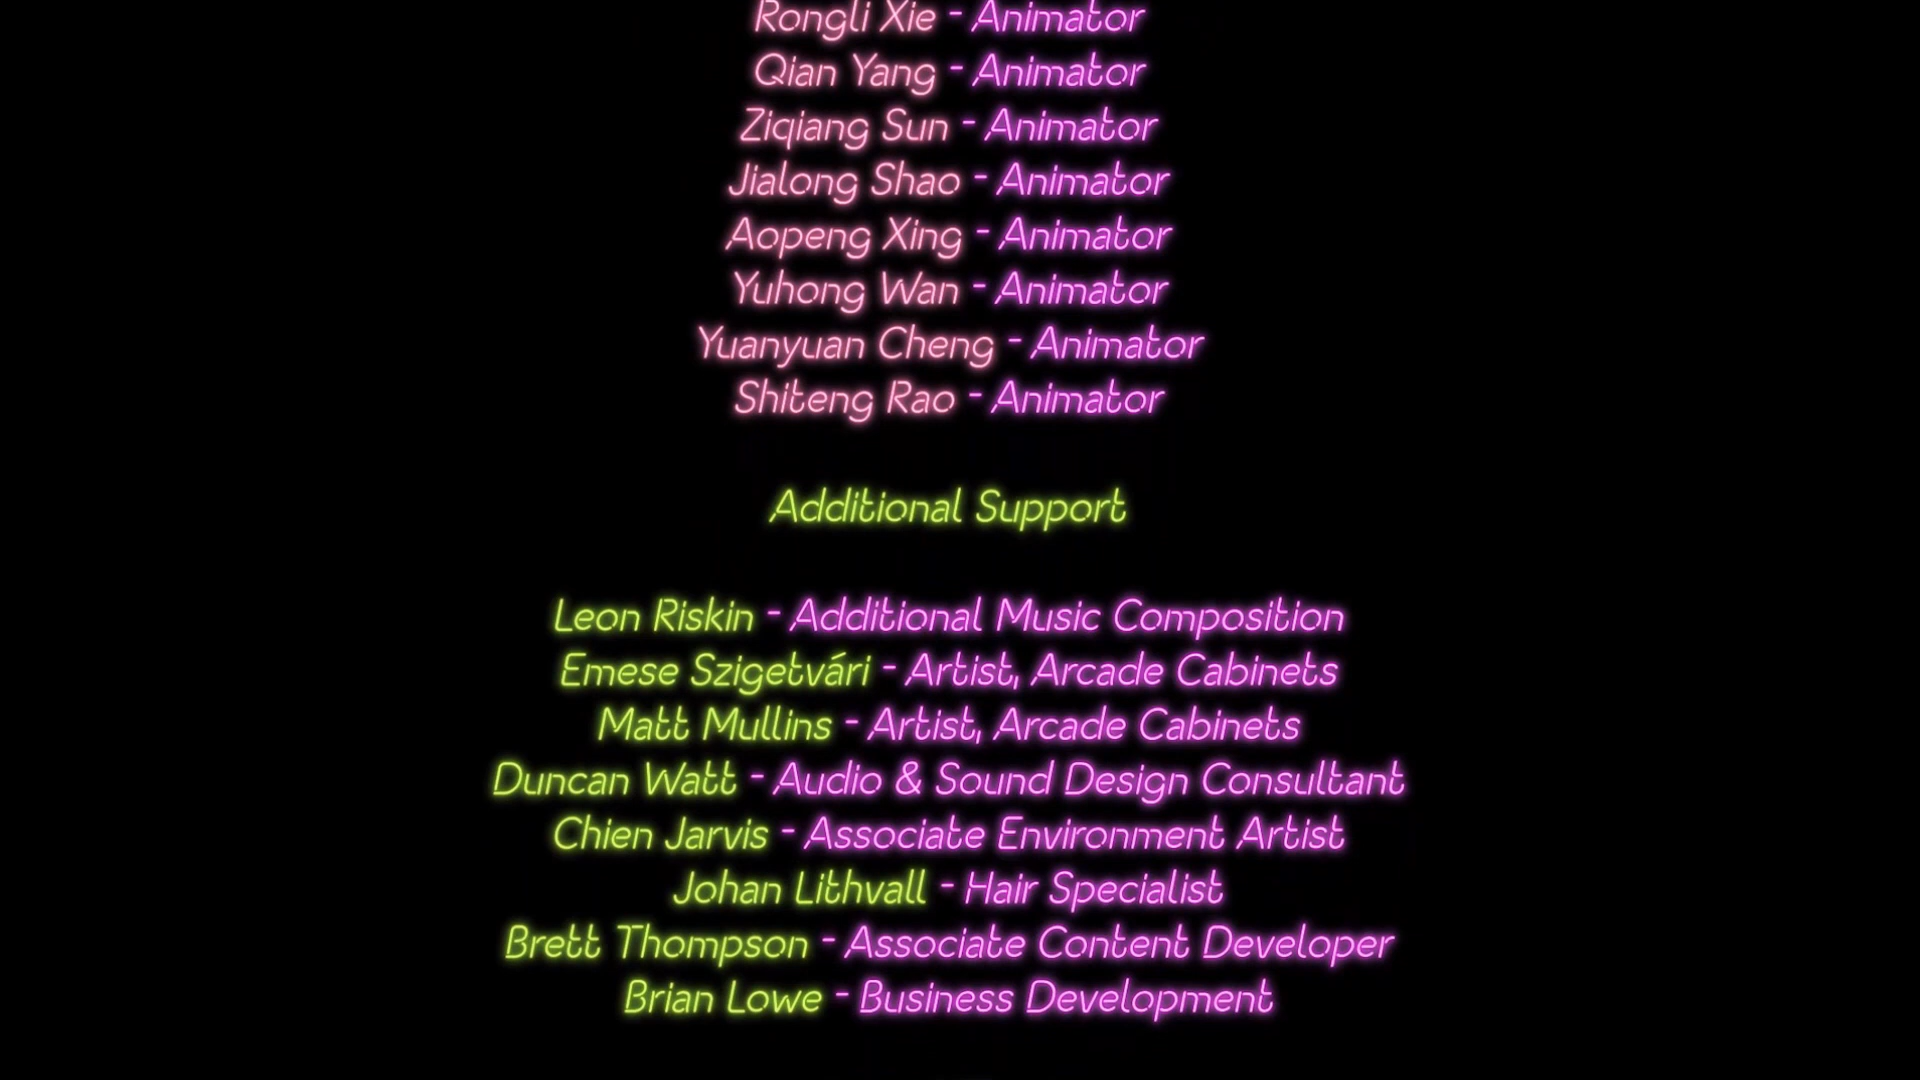 Rongli Xie - Animator
Qian Yang - Animator
Ziqiang Sun - Animator
Jialong Shao - Animator
Aopeng Xing - Animator
Yuhong Wan - Animator
Yuanyuan Cheng - Animator
Shiteng Rao - Animator
Additional Support
Leon Riskin - Additional Music Composition
Emese Szigetvári - Artist, Arcade Cabinets
Matt Mullins - Artist, Arcade Cabinets
Duncan Watt - Audio & Sound Design Consultant
Chien Jarvis - Associate Environment Artist
Johan Lithvall - Hair Specialist
Brett Thompson - Associate Content Developer
Brian Lowe - Business Development